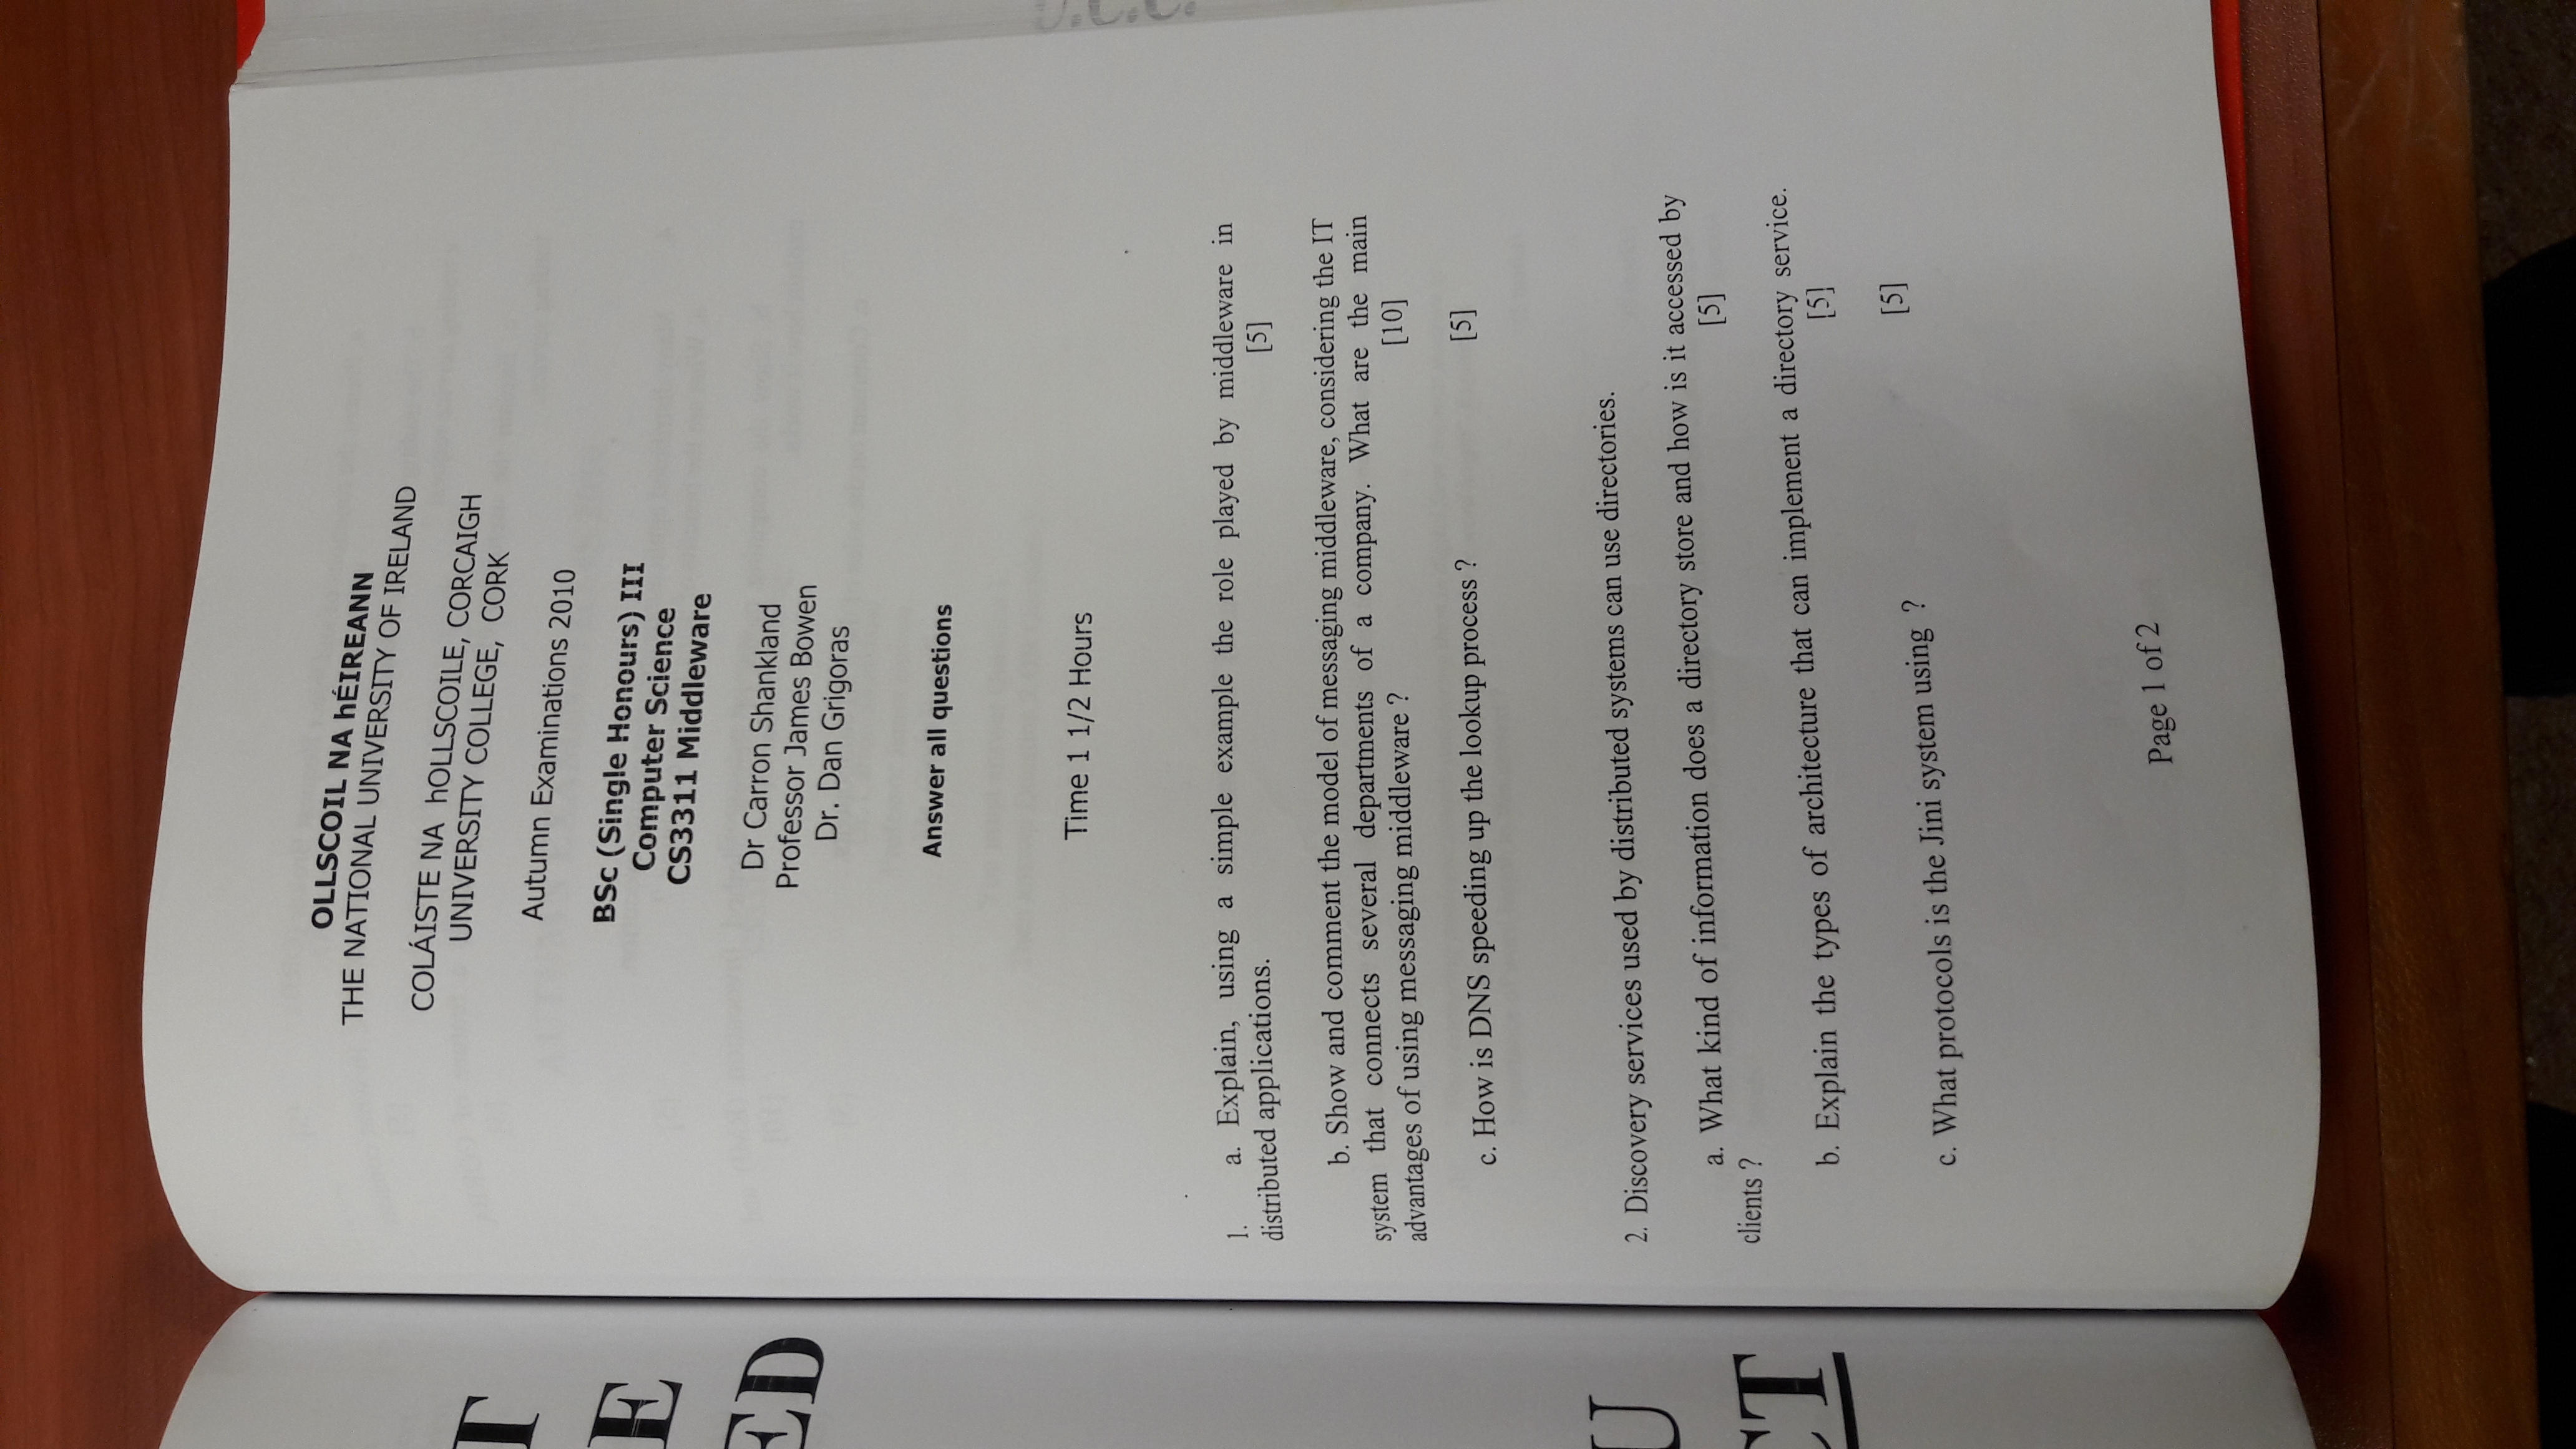 T
E
ED
U
CT
OLLSCOIL NA hÉIREANN
THE NATIONAL UNIVERSITY OF IRELAND
COLÁISTE NA hOLLSCOILE, CORCAIGH
UNIVERSITY COLLEGE, CORK
Autumn Examinations 2010
BSc (Single Honours) III
Computer Science
CS3311 Middleware
Dr Carron Shankland
Professor James Bowen
Dr. Dan Grigoras
Answer all questions
Time 1 1/2 Hours
1. a. Explain, using a simple example the role played by middleware in
distributed applications. [5]
b. Show and comment the model of messaging middleware, considering the IT
system that connects several departments of a company. What are the main
advantages of using messaging middleware ? [10]
c. How is DNS speeding up the lookup process ? [5]
2. Discovery services used by distributed systems can use directories.
a. What kind of information does a directory store and how is it accessed by
clients ? [5]
b. Explain the types of architecture that can implement a directory service.
[5]
c. What protocols is the Jini system using ? [5]
Page 1 of 2